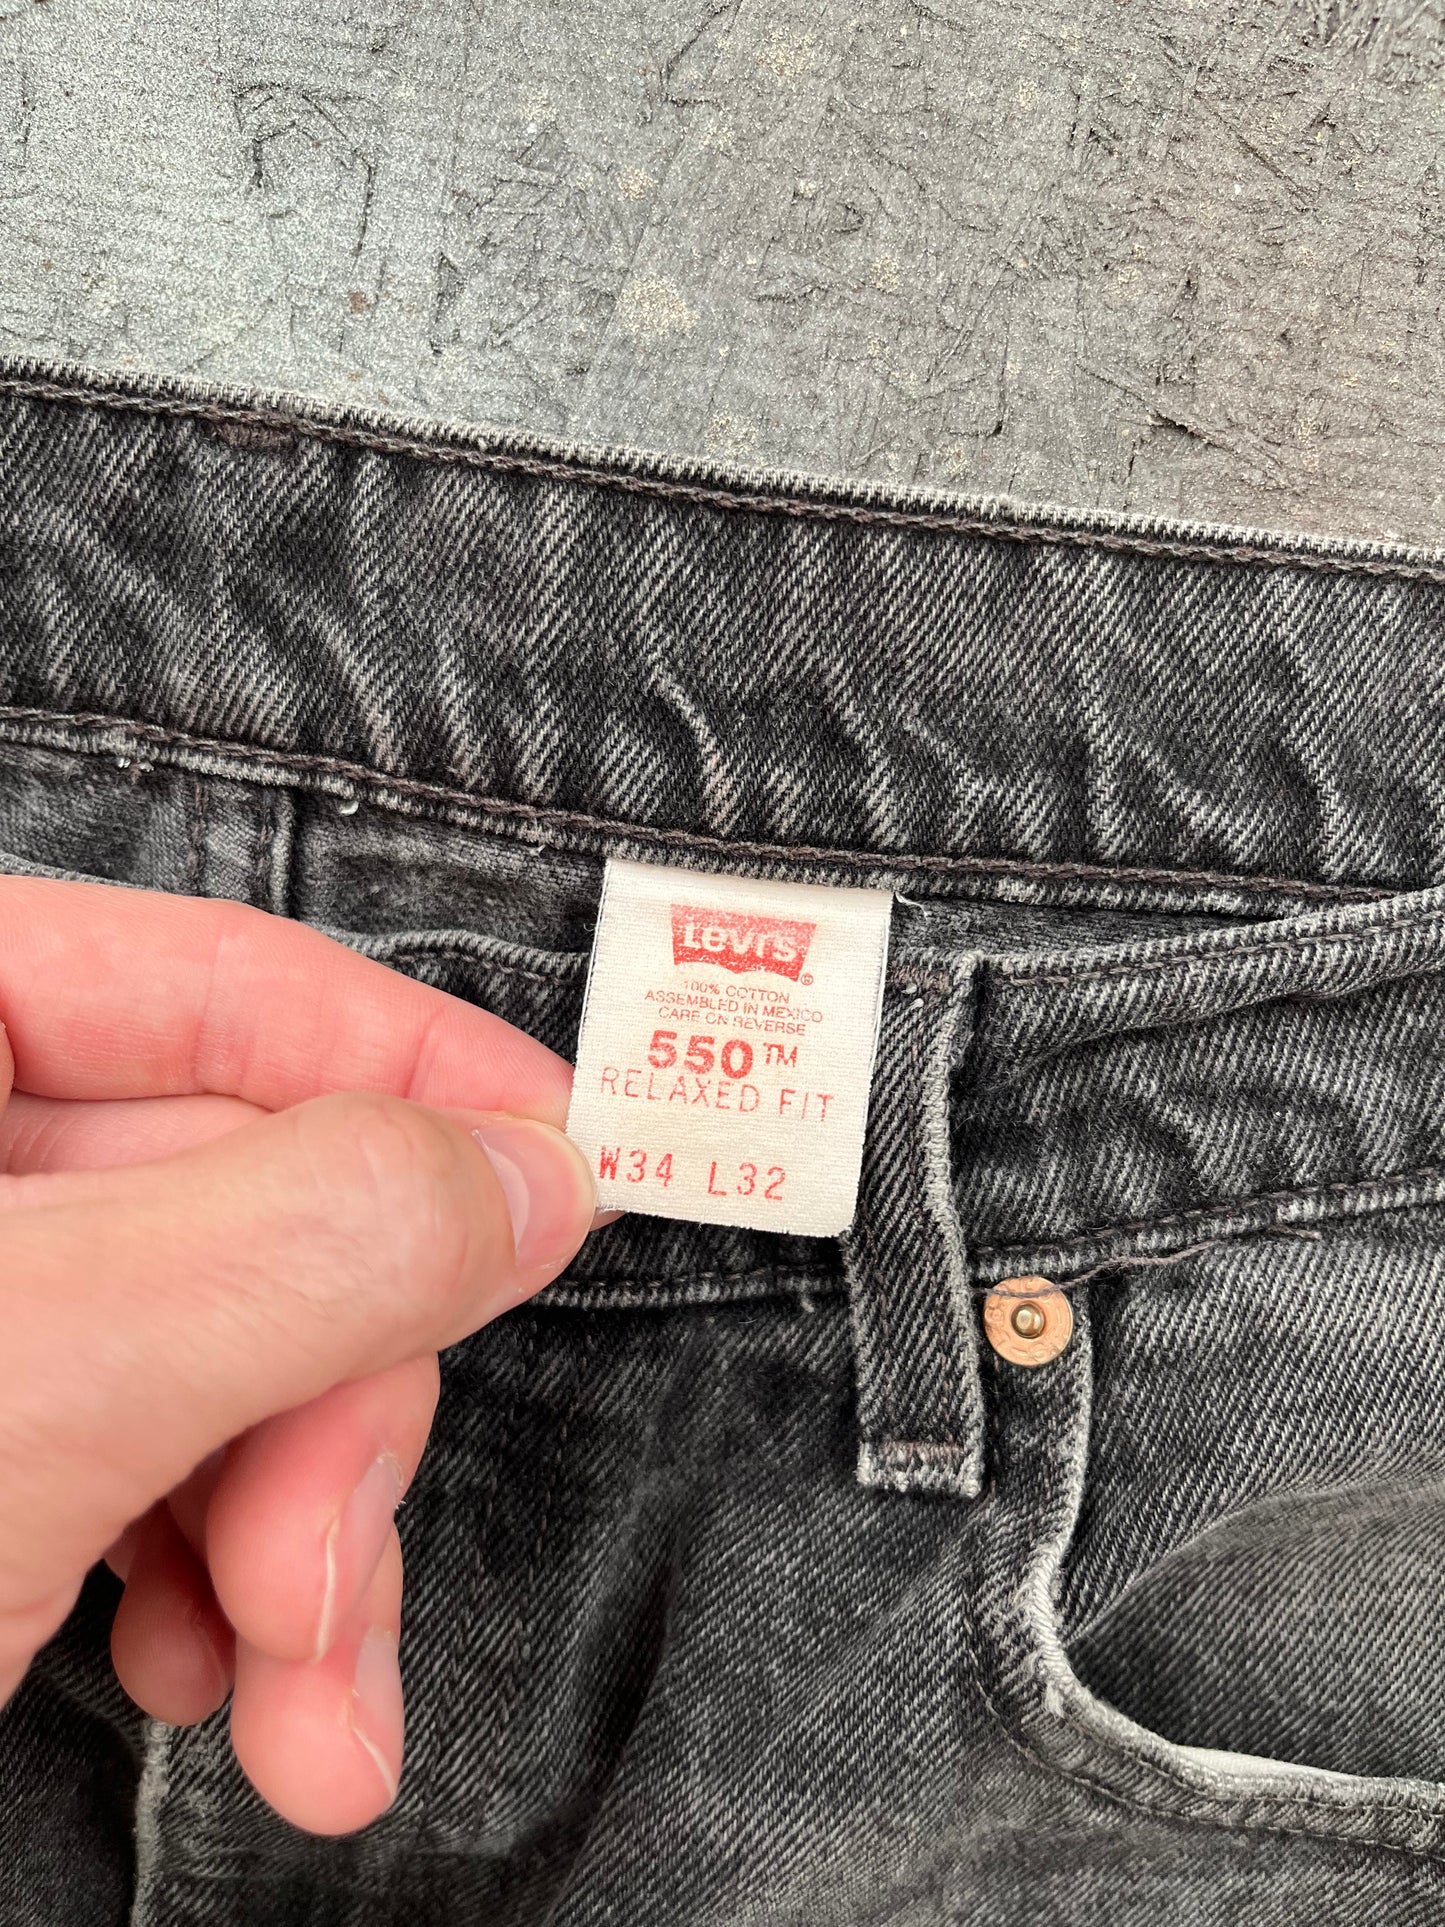 Levi's ®
100% COTTON
ASSEMBLED IN MEXICO
CARE ON REVERSE
550™
RELAXED FIT
W34 L32